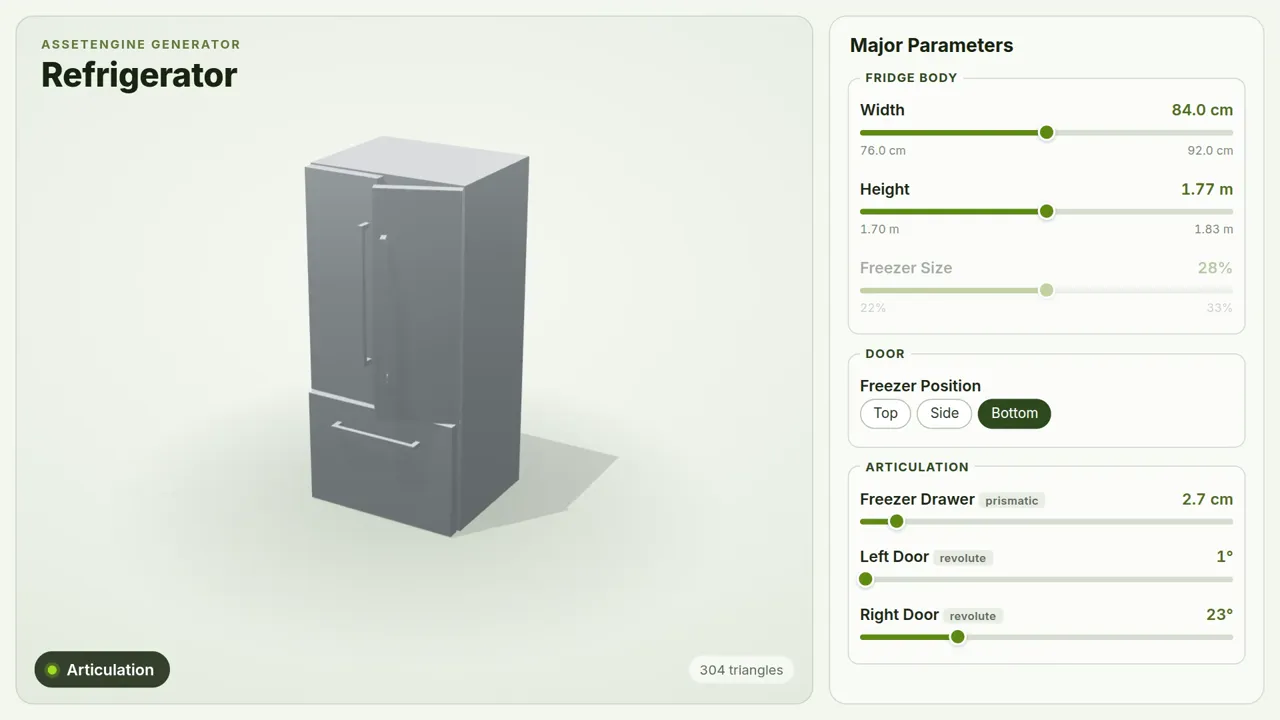 ASSETENGINE GENERATOR
Refrigerator
Articulation
304 triangles
Major Parameters
FRIDGE BODY
Width 84.0 cm
76.0 cm 92.0 cm
Height 1.77 m
1.70 m 1.83 m
Freezer Size 28%
22% 33%
DOOR
Freezer Position
Top Side Bottom
ARTICULATION
Freezer Drawer prismatic 2.7 cm
Left Door revolute 1°
Right Door revolute 23°